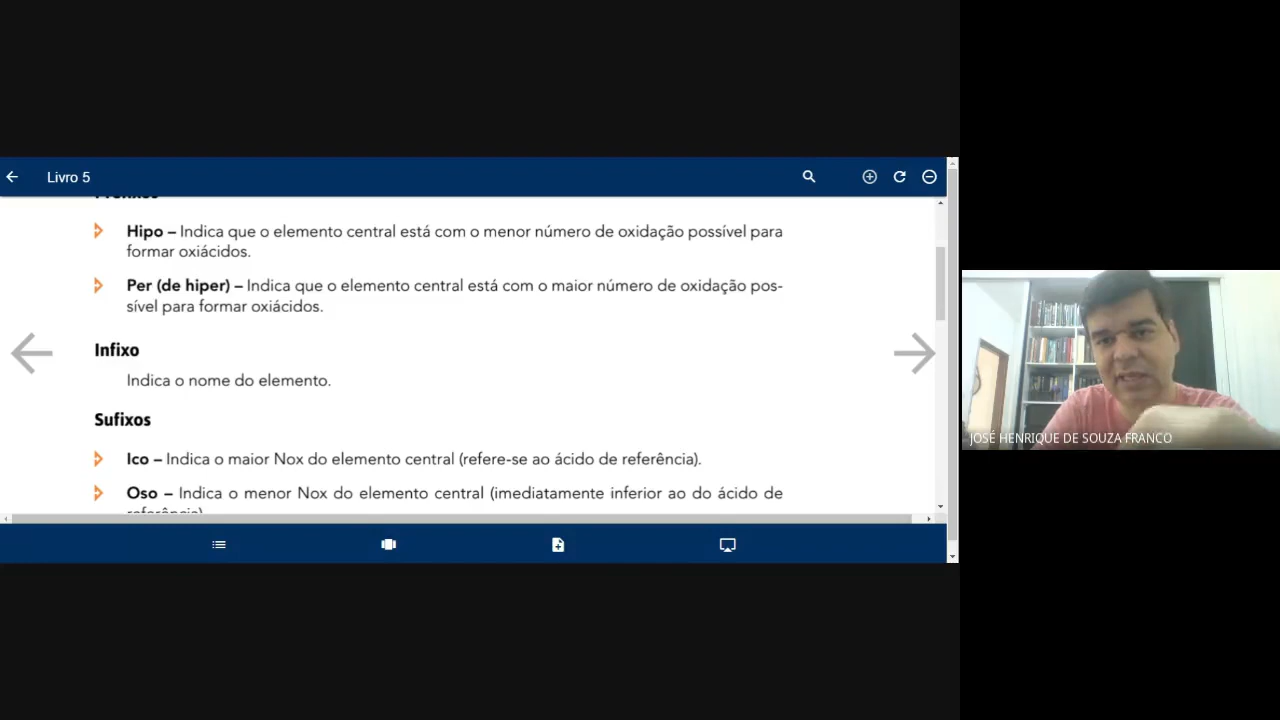 Livro 5
Prefixos
Hipo – Indica que o elemento central está com o menor número de oxidação possível para
formar oxiácidos.
Per (de hiper) – Indica que o elemento central está com o maior número de oxidação pos-
sível para formar oxiácidos.
Infixo
Indica o nome do elemento.
Sufixos
Ico – Indica o maior Nox do elemento central (refere-se ao ácido de referência).
Oso – Indica o menor Nox do elemento central (imediatamente inferior ao do ácido de
referência)
JOSÉ HENRIQUE DE SOUZA FRANCO